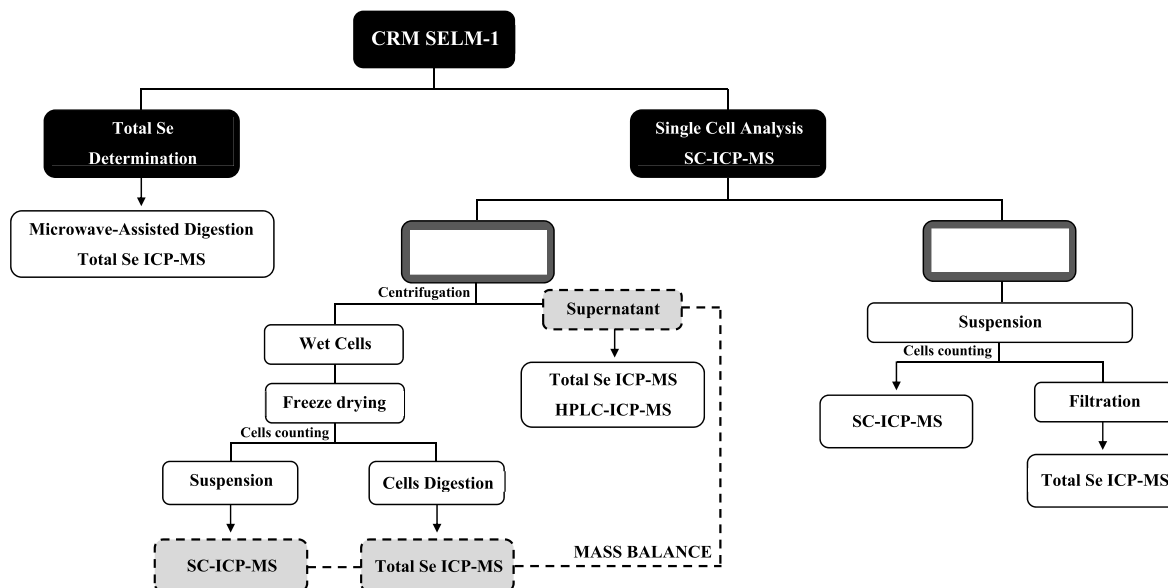 CRM SELM-1
Total Se
Determination
Single Cell Analysis
SC-ICP-MS
Microwave-Assisted Digestion
Total Se ICP-MS
Centrifugation
Supernatant
Suspension
Wet Cells
Cells counting
Total Se ICP-MS
HPLC-ICP-MS
Freeze drying
SC-ICP-MS
Filtration
Cells counting
Suspension
Cells Digestion
Total Se ICP-MS
MASS BALANCE
SC-ICP-MS
Total Se ICP-MS